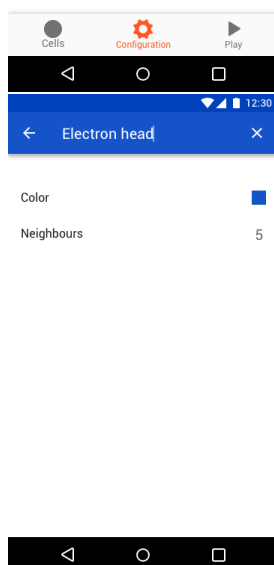 Cells Configuration Play
12:30
Electron head
Color
Neighbours 5